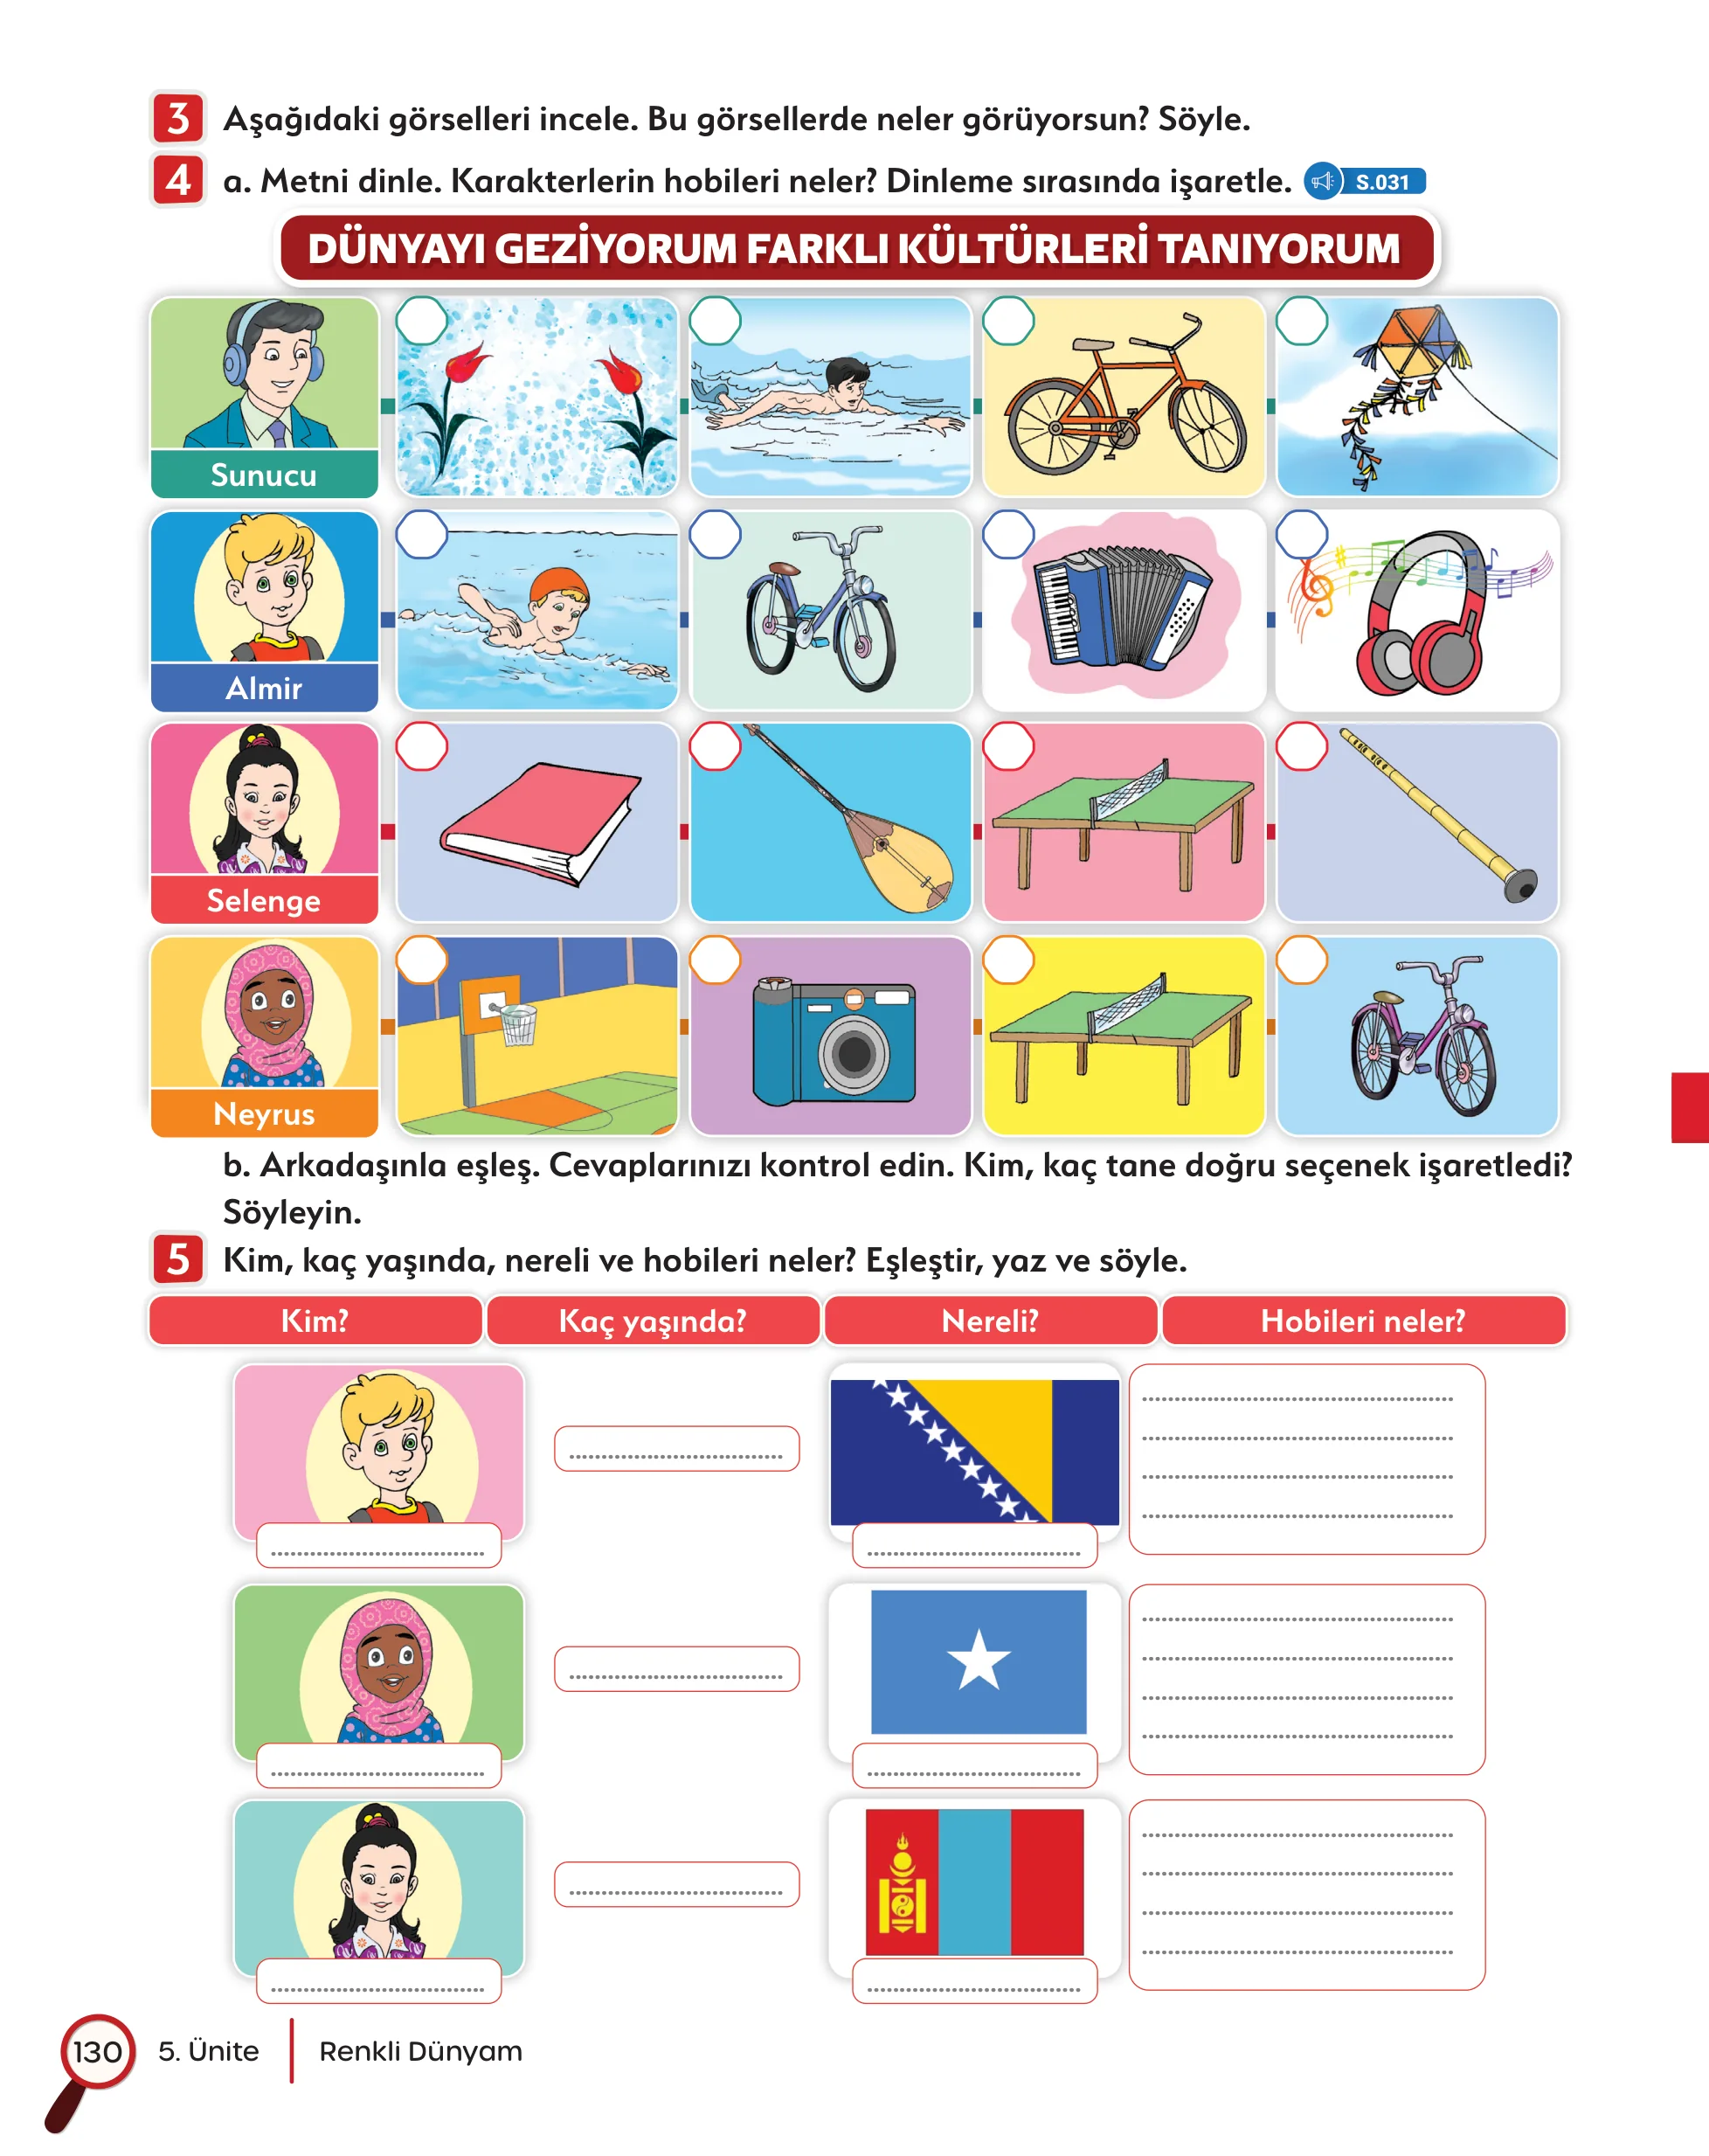 3 Aşağıdaki görselleri incele. Bu görsellerde neler görüyorsun? Söyle.
4 a. Metni dinle. Karakterlerin hobileri neler? Dinleme sırasında işaretle. S.031
DÜNYAYI GEZİYORUM FARKLI KÜLTÜRLERİ TANIYORUM
Sunucu
Almir
Selenge
Neyrus
b. Arkadaşınla eşleş. Cevaplarınızı kontrol edin. Kim, kaç tane doğru seçenek işaretledi?
Söyleyin.
5 Kim, kaç yaşında, nereli ve hobileri neler? Eşleştir, yaz ve söyle.
Kim? Kaç yaşında? Nereli? Hobileri neler?
130 5. Ünite Renkli Dünyam